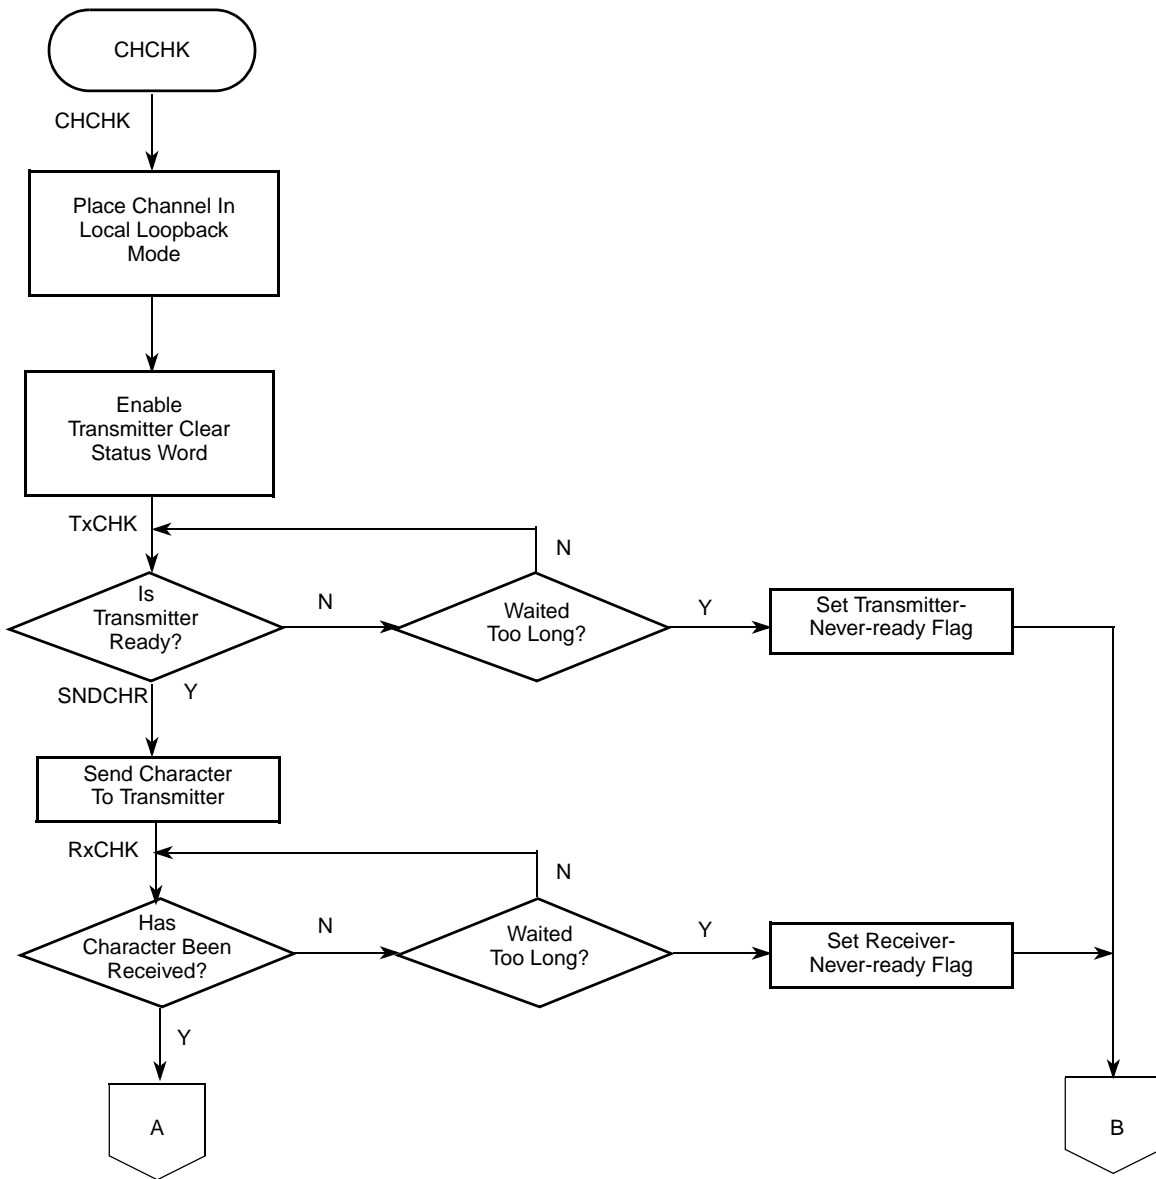 CHCHK
CHCHK
Place Channel In
Local Loopback
Mode
Enable
Transmitter Clear
Status Word
TxCHK
N
Is
Transmitter
Ready?
N
Waited
Too Long?
Y
Set Transmitter-
Never-ready Flag
SNDCHR
Y
Send Character
To Transmitter
RxCHK
N
Has
Character Been
Received?
N
Waited
Too Long?
Y
Set Receiver-
Never-ready Flag
Y
A
B